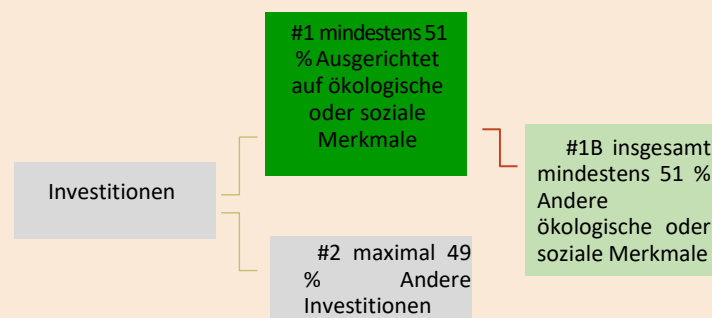 #1 mindestens 51
% Ausgerichtet
auf ökologische
oder soziale
Merkmale
#1B insgesamt
mindestens 51 %
Andere
ökologische oder
soziale Merkmale
Investitionen
#2 maximal 49
% Andere
Investitionen